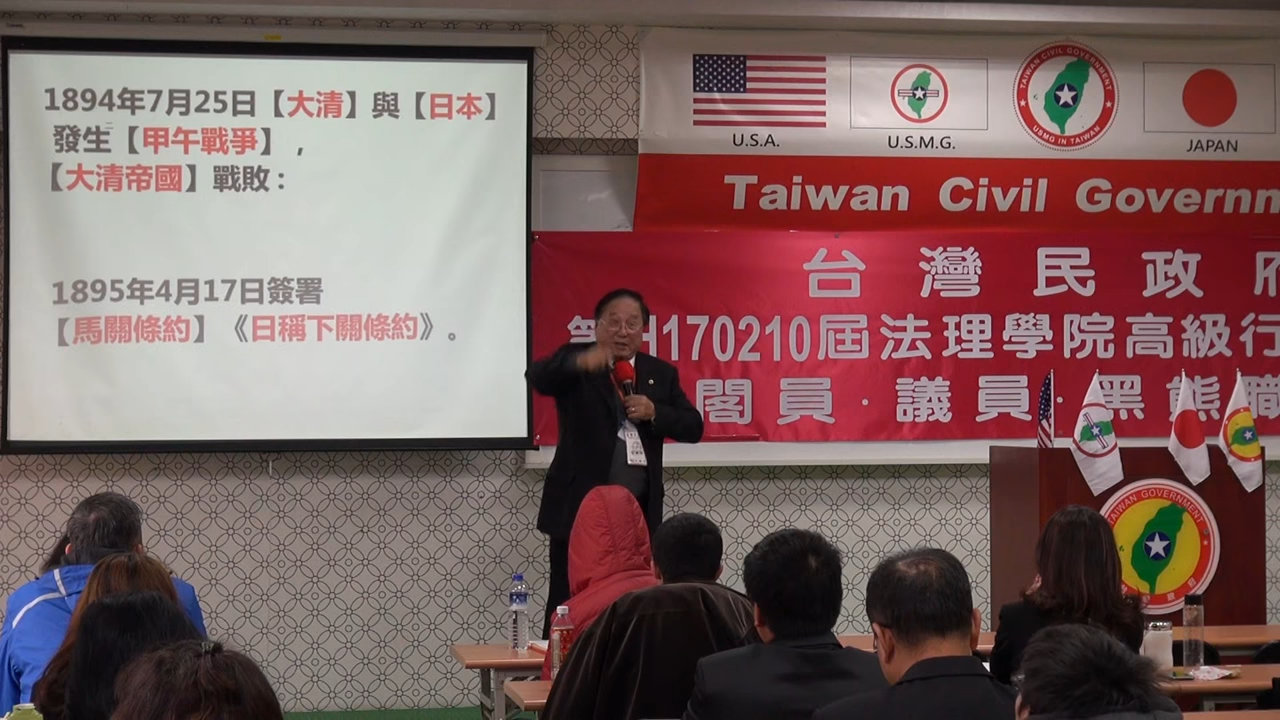 1894年7月25日【大清】與【日本】
發生【甲午戰爭】，
【大清帝國】戰敗：
1895年4月17日簽署
【馬關條約】《日稱下關條約》。
U.S.A.
U.S.M.G.
TAIWAN CIVIL GOVERNMENT
USMG IN TAIWAN
JAPAN
Taiwan Civil Governm
台灣民政府
H170210屆法理學院高級行
閣員·議員·黑熊職
TAIWAN GOVERNMENT